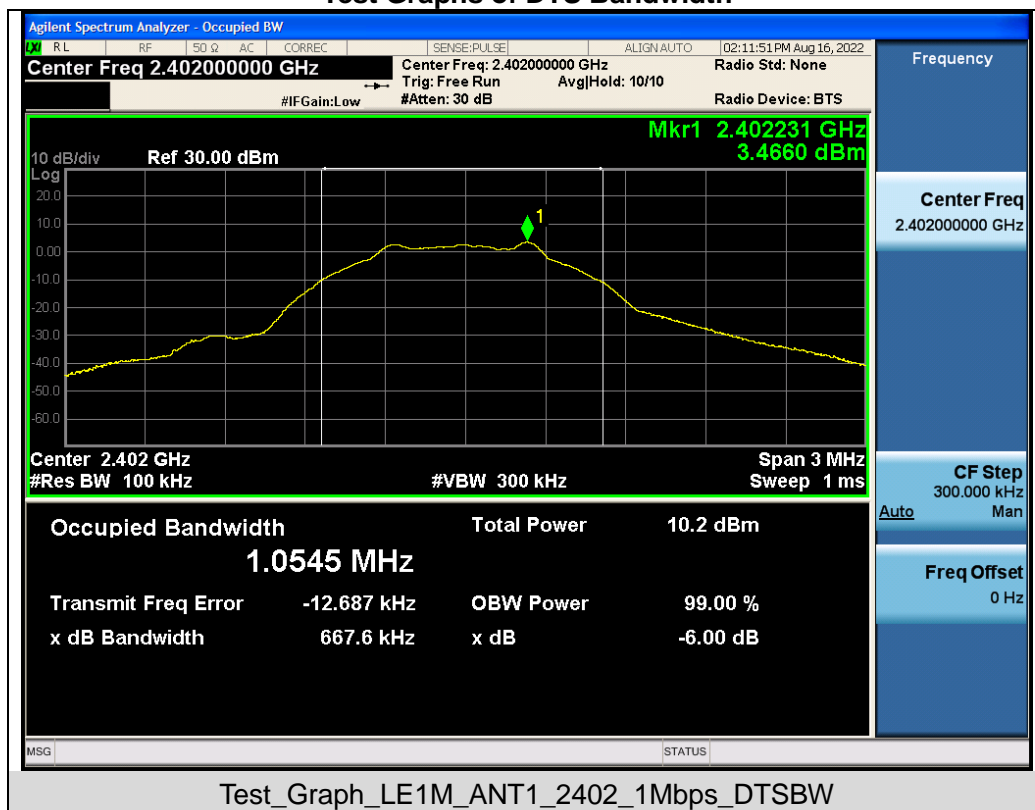 Test Graphs of DTS Bandwidth
Agilent Spectrum Analyzer - Occupied BW
LXI RL RF 50 Ω AC CORREC SENSE:PULSE ALIGN AUTO 02:11:51 PM Aug 16, 2022
Center Freq 2.402000000 GHz
Center Freq: 2.402000000 GHz Radio Std: None
Trig: Free Run Avg|Hold: 10/10
#IFGain:Low #Atten: 30 dB Radio Device: BTS
Frequency
Mkr1 2.402231 GHz
3.4660 dBm
10 dB/div Ref 30.00 dBm
Log
20.0
10.0
0.00
-10.0
-20.0
-30.0
-40.0
-50.0
-60.0
1
Center 2.402 GHz Span 3 MHz
#Res BW 100 kHz #VBW 300 kHz Sweep 1 ms
Center Freq
2.402000000 GHz
CF Step
300.000 kHz
Auto Man
Freq Offset
0 Hz
Occupied Bandwidth Total Power 10.2 dBm
1.0545 MHz
Transmit Freq Error -12.687 kHz OBW Power 99.00 %
x dB Bandwidth 667.6 kHz x dB -6.00 dB
MSG STATUS
Test_Graph_LE1M_ANT1_2402_1Mbps_DTSBW